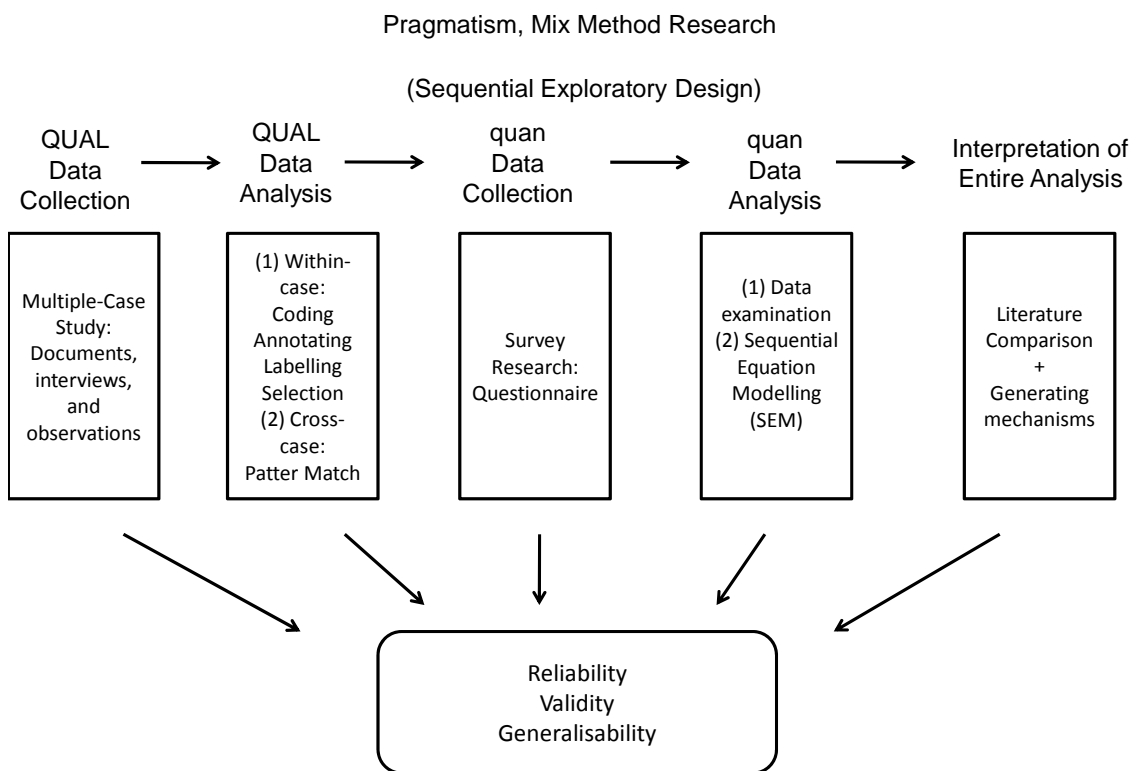 Pragmatism, Mix Method Research
(Sequential Exploratory Design)
QUAL
Data
Collection
QUAL
Data
Analysis
quan
Data
Collection
quan
Data
Analysis
Interpretation of
Entire Analysis
Multiple-Case
Study:
Documents,
interviews,
and
observations
(1) Within-
case:
Coding
Annotating
Labelling
Selection
(2) Cross-
case:
Patter Match
Survey
Research:
Questionnaire
(1) Data
examination
(2) Sequential
Equation
Modelling
(SEM)
Literature
Comparison
+
Generating
mechanisms
Reliability
Validity
Generalisability